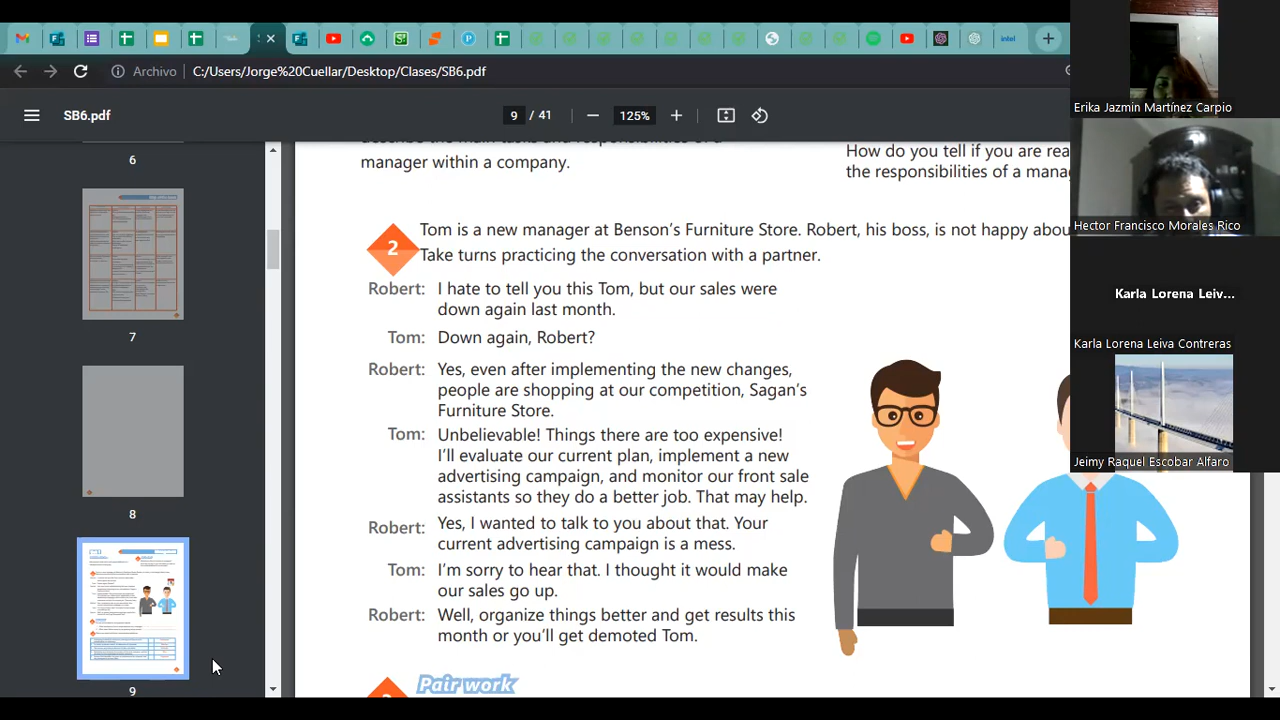 Archivo
C:/Users/Jorge%20Cuellar/Desktop/Clases/SB6.pdf
intel
SB6.pdf
9 / 41
125%
6
7
8
9
manager within a company.
How do you tell if you are rea
the responsibilities of a mana
2
Tom is a new manager at Benson's Furniture Store. Robert, his boss, is not happy abou
Take turns practicing the conversation with a partner.
Robert: I hate to tell you this Tom, but our sales were
down again last month.
Tom: Down again, Robert?
Robert: Yes, even after implementing the new changes,
people are shopping at our competition, Sagan's
Furniture Store.
Tom: Unbelievable! Things there are too expensive!
I'll evaluate our current plan, implement a new
advertising campaign, and monitor our front sale
assistants so they do a better job. That may help.
Robert: Yes, I wanted to talk to you about that. Your
current advertising campaign is a mess.
Tom: I'm sorry to hear that. I thought it would make
our sales go up.
Robert: Well, organize things better and get results this
month or you'll get demoted Tom.
Pair work
Erika Jazmin Martínez Carpio
Hector Francisco Morales Rico
Karla Lorena Leiv...
Karla Lorena Leiva Contreras
Jeimy Raquel Escobar Alfaro